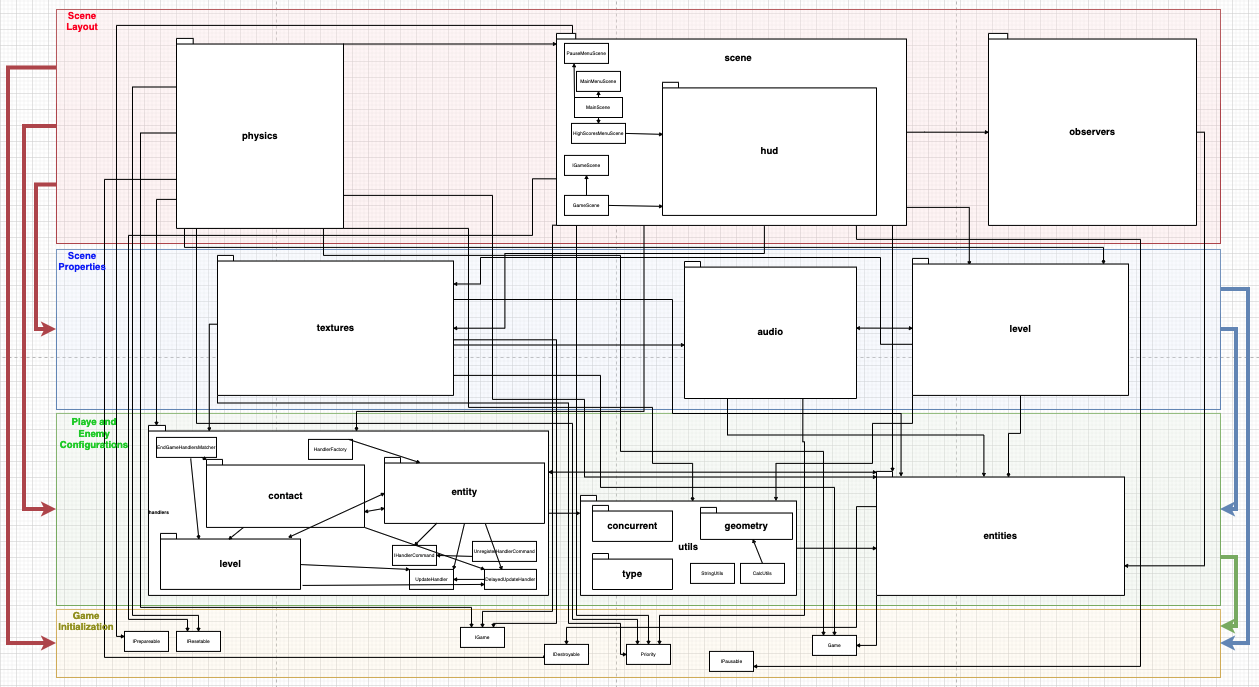 Scene
Layout
physics
PauseMenuScene
MainMenuScene
MainScene
HighScoresMenuScene
IGameScene
GameScene
scene
hud
observers
Scene
Properties
textures
audio
level
Playe and
Enemy
Configurations
EndGameHandlersMatcher
HandlerFactory
contact
entity
handlers
level
IHandlerCommand
UnregisterHandlerCommand
UpdateHandler
DelayedUpdateHandler
concurrent
geometry
utils
type
StringUtils
CalcUtils
entities
Game
Initialization
IPrepareable
IResetable
IGame
IDestroyable
Priority
IPausable
Game